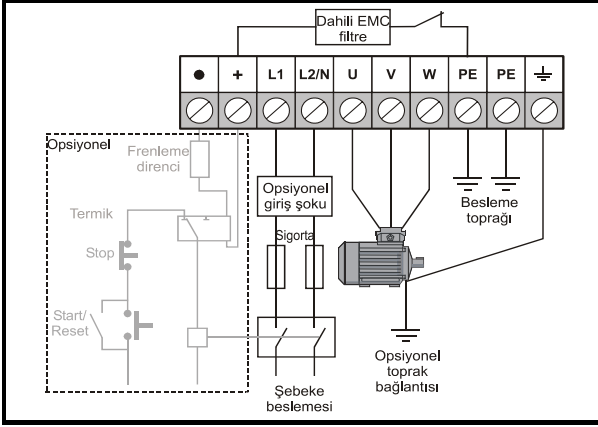 Dahili EMC
filtre
● + L1 L2/N U V W PE PE
Opsiyonel
Frenleme
direnci
Termik
Stop
Start/
Reset
Opsiyonel
giriş şoku
Sigorta
Besleme
toprağı
Opsiyonel
toprak
bağlantısı
Şebeke
beslemesi